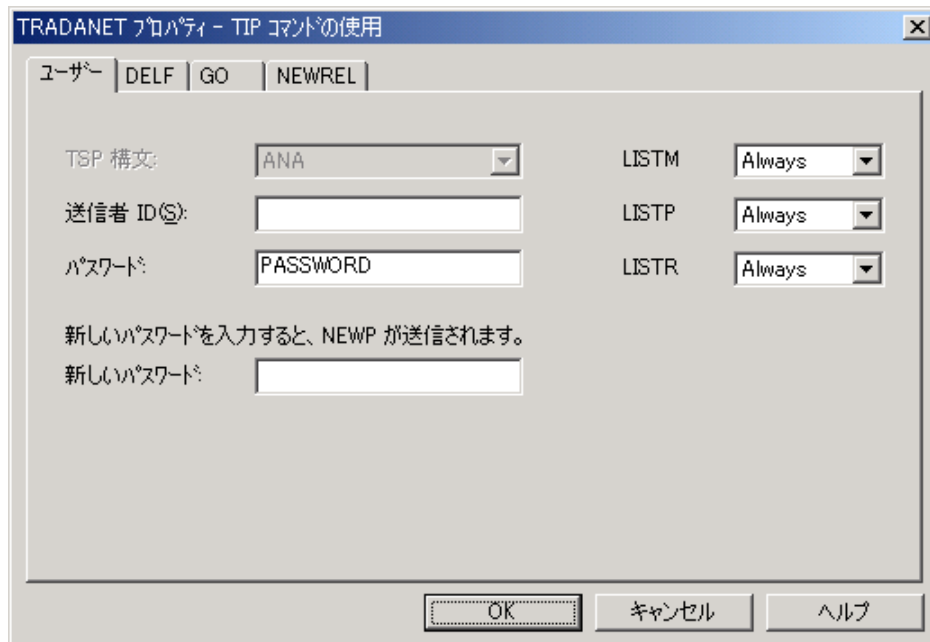 TRADANET プロパティ - TIP コマンドの使用
ユーザー DELF GO NEWREL
TSP 構文: ANA LISTM Always
送信者 ID(S): LISTP Always
パスワード: PASSWORD LISTR Always
新しいパスワードを入力すると、NEWP が送信されます。
新しいパスワード:
OK キャンセル ヘルプ